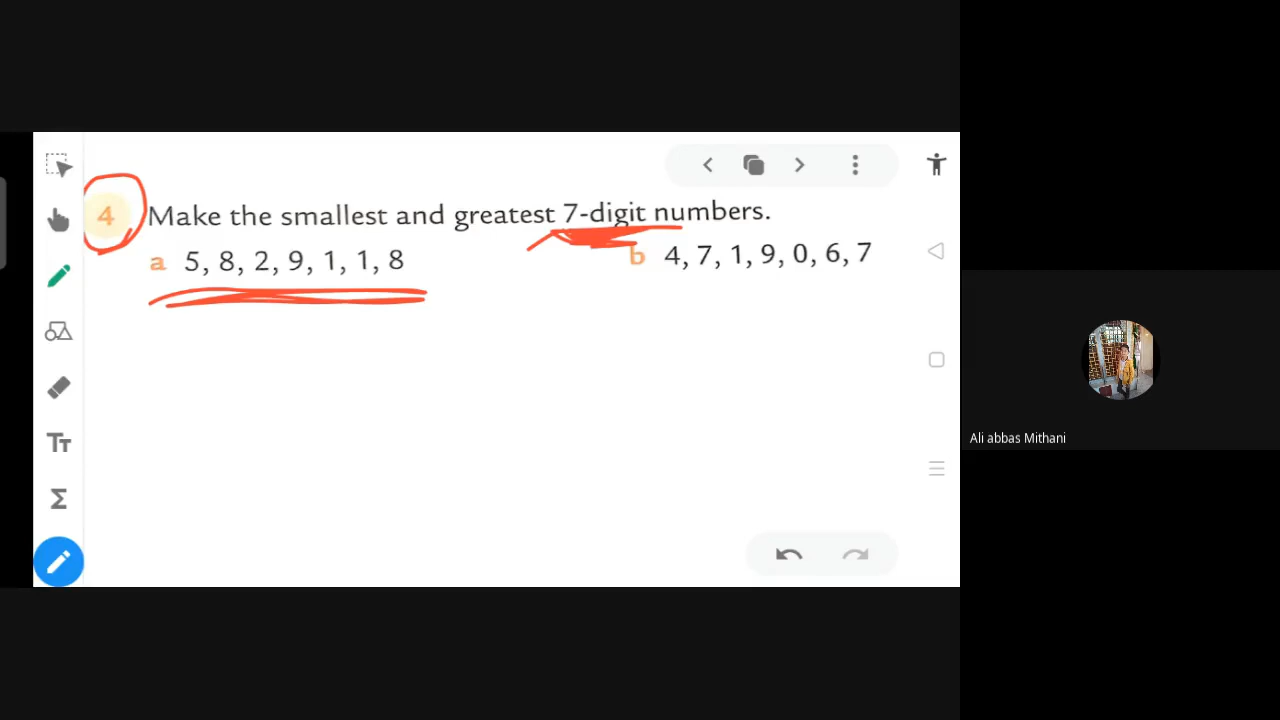 4 Make the smallest and greatest 7-digit numbers.
a 5, 8, 2, 9, 1, 1, 8 b 4, 7, 1, 9, 0, 6, 7
Tт
Σ
Ali abbas Mithani